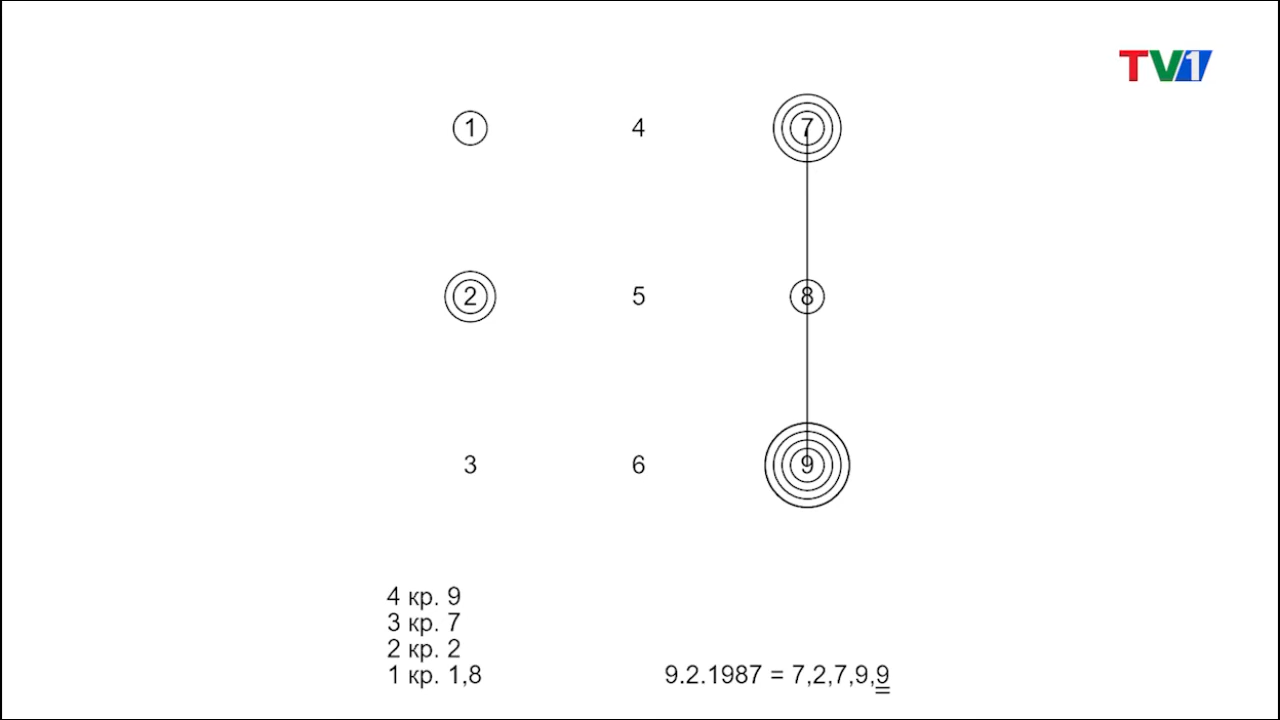 TV1
1 4 7
2 5 8
3 6 9
4 кр. 9
3 кр. 7
2 кр. 2
1 кр. 1,8
9.2.1987 = 7,2,7,9,9